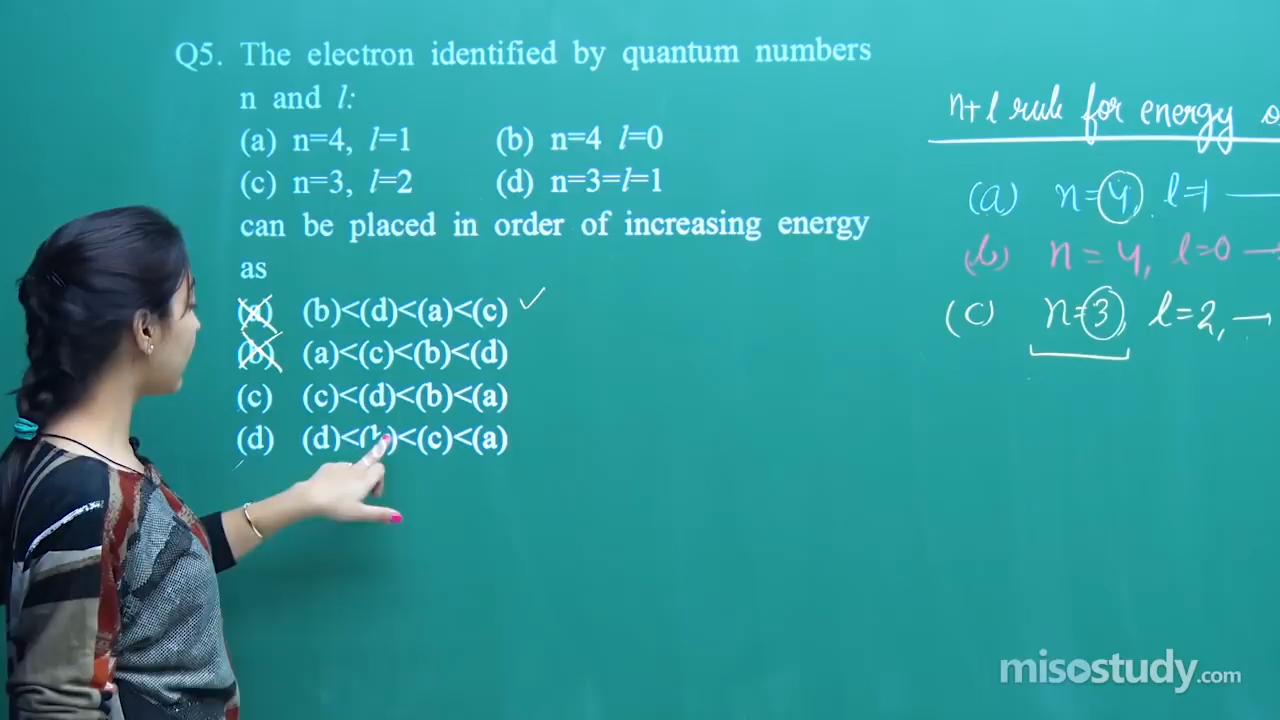 Q5. The electron identified by quantum numbers
n and l:
(a) n=4, l=1 (b) n=4 l=0
(c) n=3, l=2 (d) n=3=l=1
can be placed in order of increasing energy
as
(a) (b)<(d)<(a)<(c) ✓
(b) (a)<(c)<(b)<(d)
(c) (c)<(d)<(b)<(a)
(d) (d)<(b)<(c)<(a)
n+l rule for energy
(a) n=4, l=1
(b) n=4, l=0
(c) n=3, l=2,
misostudy.com